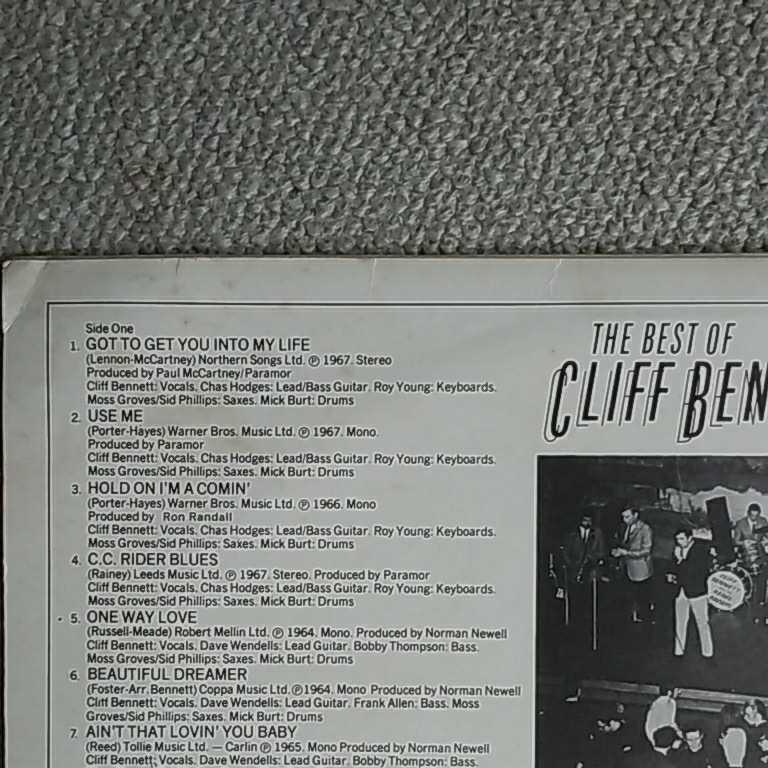 Side One
1. GOT TO GET YOU INTO MY LIFE
(Lennon-McCartney) Northern Songs Ltd. ℗ 1967. Stereo
Produced by Paul McCartney/Paramor
Cliff Bennett: Vocals. Chas Hodges: Lead/Bass Guitar. Roy Young: Keyboards.
Moss Groves/Sid Phillips: Saxes. Mick Burt: Drums
2. USE ME
(Porter-Hayes) Warner Bros. Music Ltd. ℗ 1967. Mono.
Produced by Paramor
Cliff Bennett: Vocals. Chas Hodges: Lead/Bass Guitar. Roy Young: Keyboards.
Moss Groves/Sid Phillips: Saxes. Mick Burt: Drums
3. HOLD ON I'M A COMIN'
(Porter-Hayes) Warner Bros. Music Ltd. ℗ 1966. Mono
Produced by Ron Randall
Cliff Bennett: Vocals. Chas Hodges: Lead/Bass Guitar. Roy Young: Keyboards.
Moss Groves/Sid Phillips: Saxes. Mick Burt: Drums
4. C.C. RIDER BLUES
(Rainey) Leeds Music Ltd. ℗ 1967. Stereo. Produced by Paramor
Cliff Bennett: Vocals. Chas Hodges: Lead/Bass Guitar. Roy Young: Keyboards.
Moss Groves/Sid Phillips: Saxes. Mick Burt: Drums
5. ONE WAY LOVE
(Russell-Meade) Robert Mellin Ltd. ℗ 1964. Mono. Produced by Norman Newell
Cliff Bennett: Vocals. Dave Wendells: Lead Guitar. Bobby Thompson: Bass.
Moss Groves/Sid Phillips: Saxes. Mick Burt: Drums
6. BEAUTIFUL DREAMER
(Foster-Arr. Bennett) Coppa Music Ltd. ℗ 1964. Mono Produced by Norman Newell
Cliff Bennett: Vocals. Dave Wendells: Lead Guitar. Frank Allen: Bass. Moss
Groves/Sid Phillips: Saxes. Mick Burt: Drums
7. AIN'T THAT LOVIN' YOU BABY
(Reed) Tollie Music Ltd. — Carlin ℗ 1965. Mono Produced by Norman Newell
Cliff Bennett: Vocals. Dave Wendells: Lead Guitar. Bobby Thompson: Bass.
THE BEST OF
CLIFF BEN
CLIFF
BENNETT
REBEL